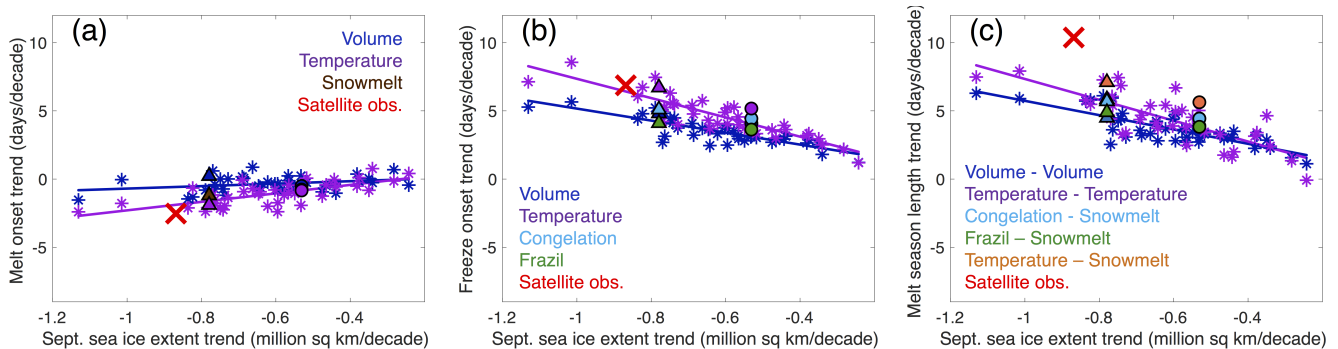 (a)
Volume
Temperature
Snowmelt
Satellite obs.
10
5
0
-5
-1.2 -1 -0.8 -0.6 -0.4
Melt onset trend (days/decade)
Sept. sea ice extent trend (million sq km/decade)
(b)
10
5
0
-5
Volume
Temperature
Congelation
Frazil
Satellite obs.
-1.2 -1 -0.8 -0.6 -0.4
Freeze onset trend (days/decade)
Sept. sea ice extent trend (million sq km/decade)
(c)
10
5
0
-5
Volume - Volume
Temperature - Temperature
Congelation - Snowmelt
Frazil – Snowmelt
Temperature – Snowmelt
Satellite obs.
-1.2 -1 -0.8 -0.6 -0.4
Melt season length trend (days/decade)
Sept. sea ice extent trend (million sq km/decade)